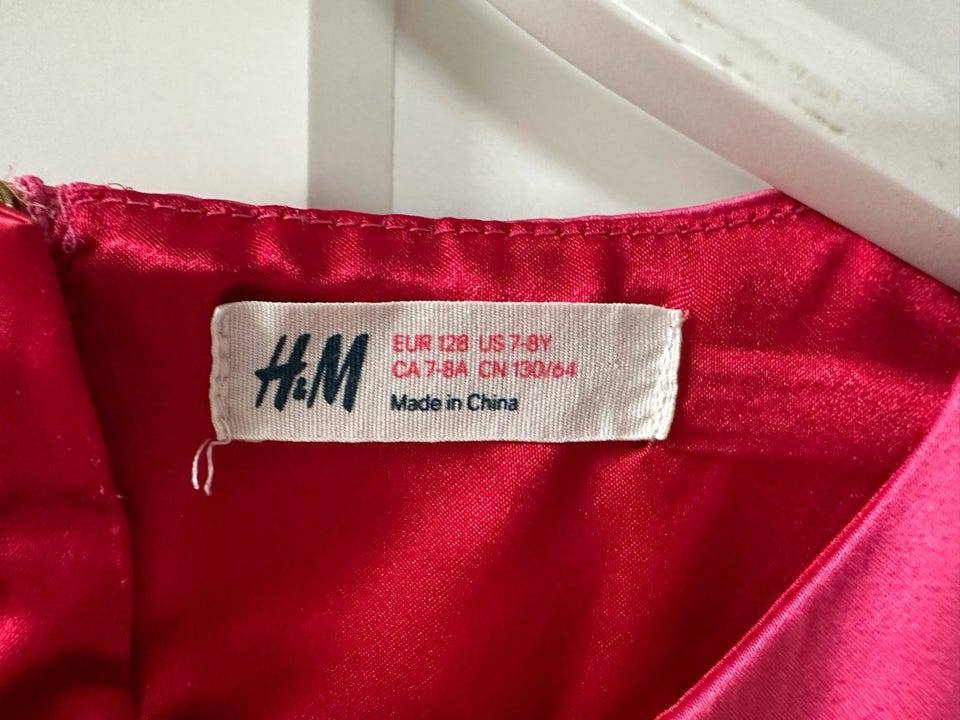 H&M
EUR 128 US 7-8Y
CA 7-8A CN 130/64
Made in China